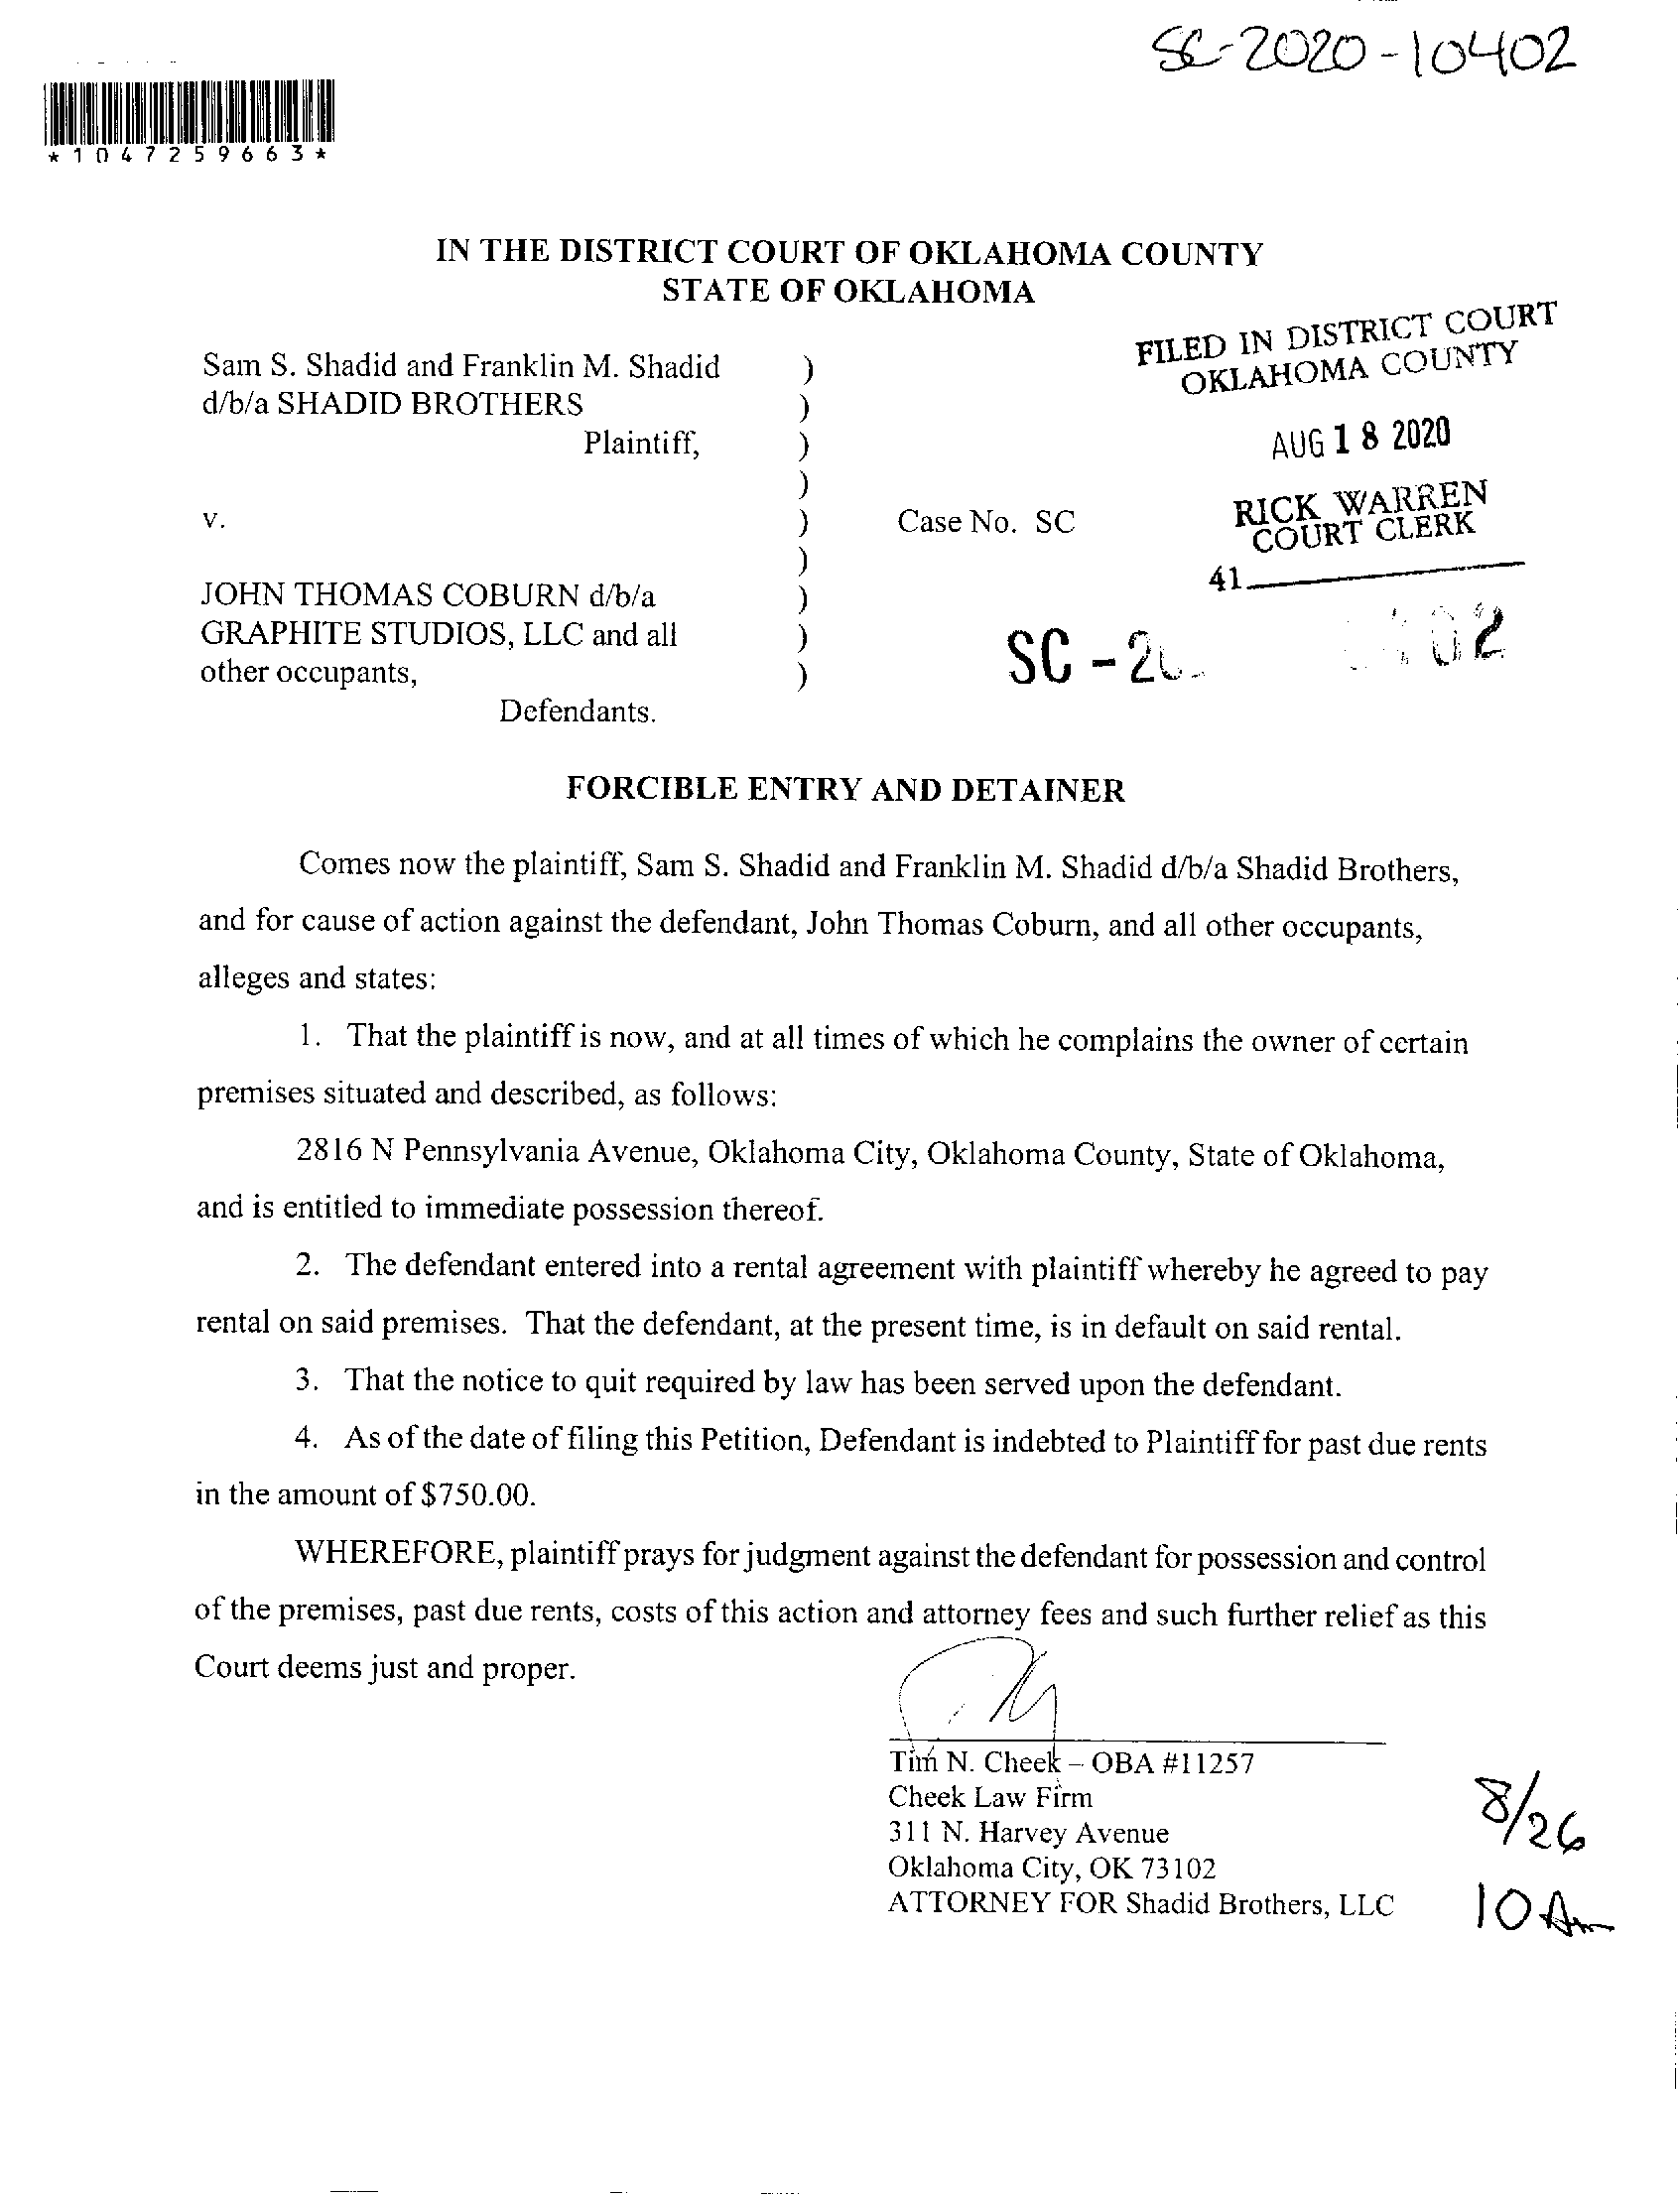 SC-2020-10402
*1047259663*
IN THE DISTRICT COURT OF OKLAHOMA COUNTY
STATE OF OKLAHOMA
FILED IN DISTRICT COURT
OKLAHOMA COUNTY
AUG 18 2020
RICK WARREN
COURT CLERK
41
Sam S. Shadid and Franklin M. Shadid )
d/b/a SHADID BROTHERS )
Plaintiff, )
)
v. ) Case No. SC
)
JOHN THOMAS COBURN d/b/a )
GRAPHITE STUDIOS, LLC and all )
other occupants, )
Defendants.
SC - 2 02
FORCIBLE ENTRY AND DETAINER
Comes now the plaintiff, Sam S. Shadid and Franklin M. Shadid d/b/a Shadid Brothers,
and for cause of action against the defendant, John Thomas Coburn, and all other occupants,
alleges and states:
1. That the plaintiff is now, and at all times of which he complains the owner of certain
premises situated and described, as follows:
2816 N Pennsylvania Avenue, Oklahoma City, Oklahoma County, State of Oklahoma,
and is entitled to immediate possession thereof.
2. The defendant entered into a rental agreement with plaintiff whereby he agreed to pay
rental on said premises. That the defendant, at the present time, is in default on said rental.
3. That the notice to quit required by law has been served upon the defendant.
4. As of the date of filing this Petition, Defendant is indebted to Plaintiff for past due rents
in the amount of $750.00.
WHEREFORE, plaintiff prays for judgment against the defendant for possession and control
of the premises, past due rents, costs of this action and attorney fees and such further relief as this
Court deems just and proper.
Tim N. Cheek – OBA #11257
Cheek Law Firm
311 N. Harvey Avenue
Oklahoma City, OK 73102
ATTORNEY FOR Shadid Brothers, LLC
8/26
10 Am